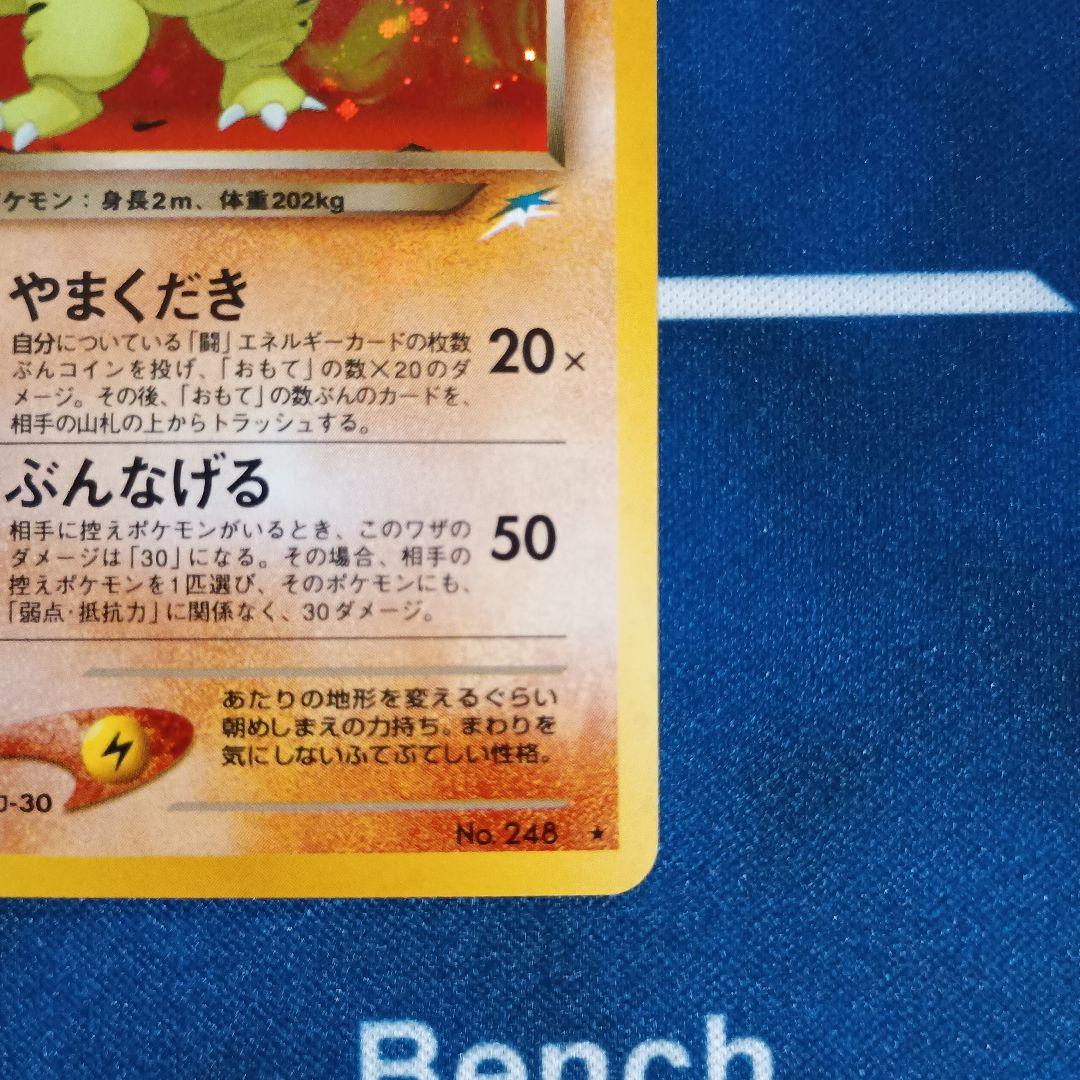 ケモン：身長2m、体重202kg
やまくだき
自分についている「闘」エネルギーカードの枚数
ぶんコインを投げ、「おもて」の数×20のダ
メージ。その後、「おもて」の数ぶんのカードを、
相手の山札の上からトラッシュする。
20×
ぶんなげる
相手に控えポケモンがいるとき、このワザの
ダメージは「30」になる。その場合、相手の
控えポケモンを1匹選び、そのポケモンにも、
「弱点・抵抗力」に関係なく、30ダメージ。
50
あたりの地形を変えるぐらい
朝めしまえの力持ち。まわりを
気にしないふてぶてしい性格。
-30
No. 248 ★
Bench